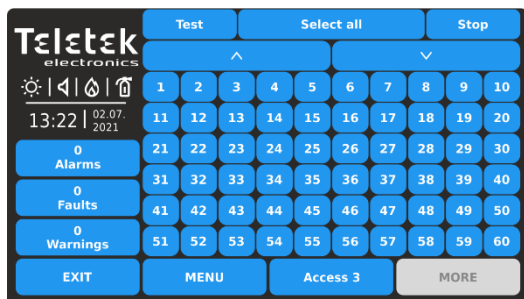 Teletek
electronics
13:22 02.07.
2021
0
Alarms
0
Faults
0
Warnings
EXIT
Test Select all Stop
1 2 3 4 5 6 7 8 9 10
11 12 13 14 15 16 17 18 19 20
21 22 23 24 25 26 27 28 29 30
31 32 33 34 35 36 37 38 39 40
41 42 43 44 45 46 47 48 49 50
51 52 53 54 55 56 57 58 59 60
MENU Access 3 MORE